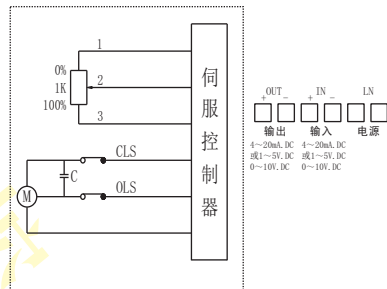 1
0%
1K
2
100%
3
CLS
C
OLS
M
伺服控制器
OUT IN LN
+ - + -
输出 输入 电源
4～20mA.DC 4～20mA.DC
或1～5V.DC 或1～5V.DC
0～10V.DC 0～10V.DC